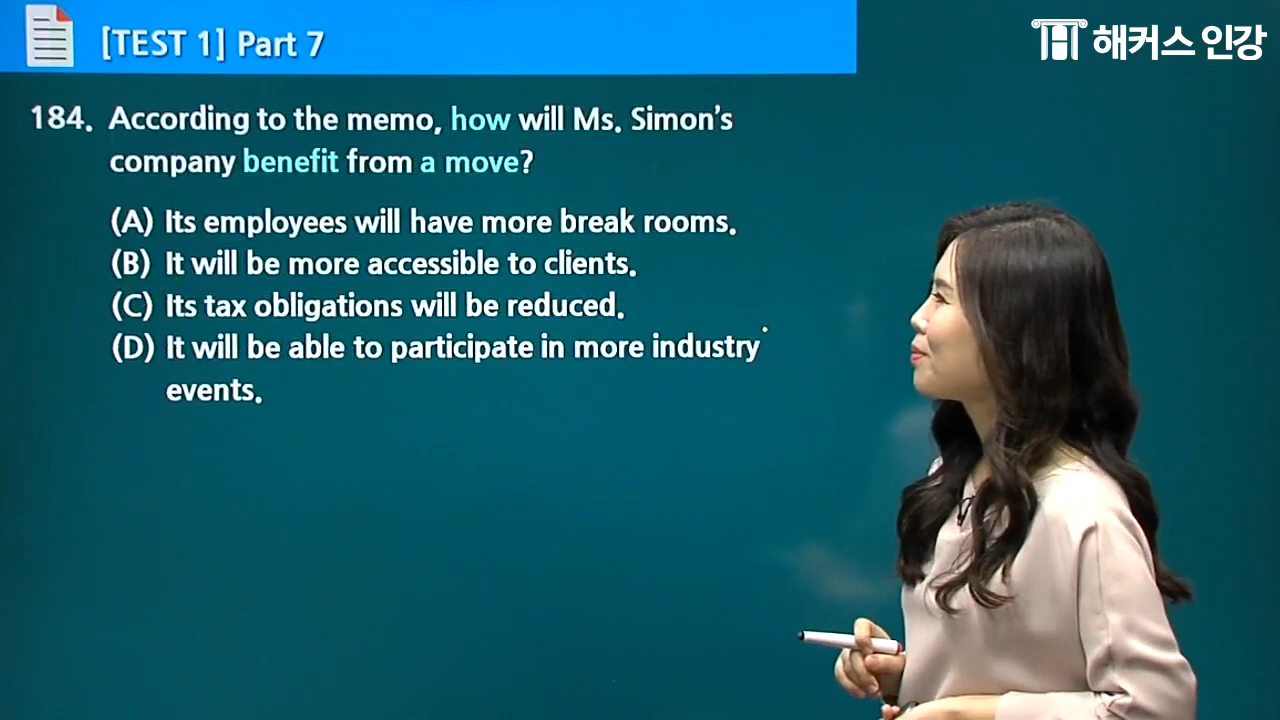 [TEST 1] Part 7
해커스 인강
184. According to the memo, how will Ms. Simon's
company benefit from a move?
(A) Its employees will have more break rooms.
(B) It will be more accessible to clients.
(C) Its tax obligations will be reduced.
(D) It will be able to participate in more industry
events.